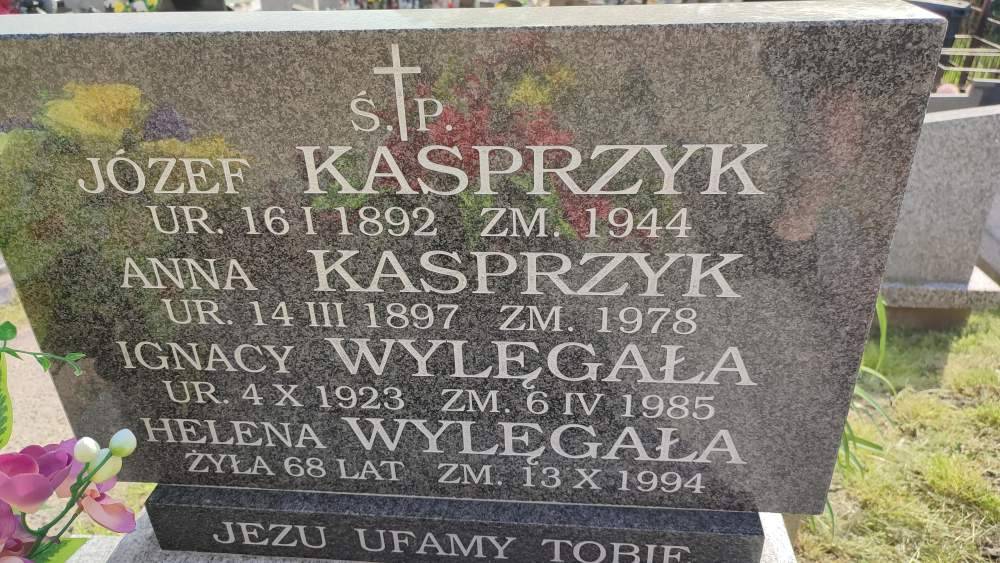 Ś. P.
JÓZEF KASPRZYK
UR. 16 I 1892 ZM. 1944
ANNA KASPRZYK
UR. 14 III 1897 ZM. 1978
IGNACY WYLĘGAŁA
UR. 4 X 1923 ZM. 6 IV 1985
HELENA WYLĘGAŁA
ŻYŁA 68 LAT ZM. 13 X 1994
JEZU UFAMY TOBIE